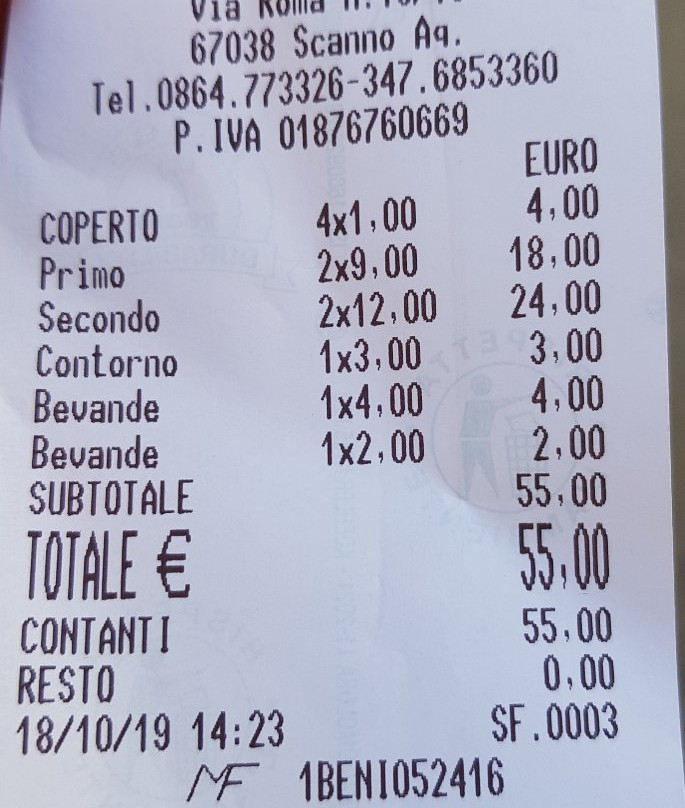 Via Roma n.
67038 Scanno Aq.
Tel.0864.773326-347.6853360
P.IVA 01876760669
EURO
COPERTO 4x1,00 4,00
Primo 2x9,00 18,00
Secondo 2x12,00 24,00
Contorno 1x3,00 3,00
Bevande 1x4,00 4,00
Bevande 1x2,00 2,00
SUBTOTALE 55,00
TOTALE € 55,00
CONTANTI 55,00
RESTO 0,00
18/10/19 14:23 SF.0003
MF 1BENI052416